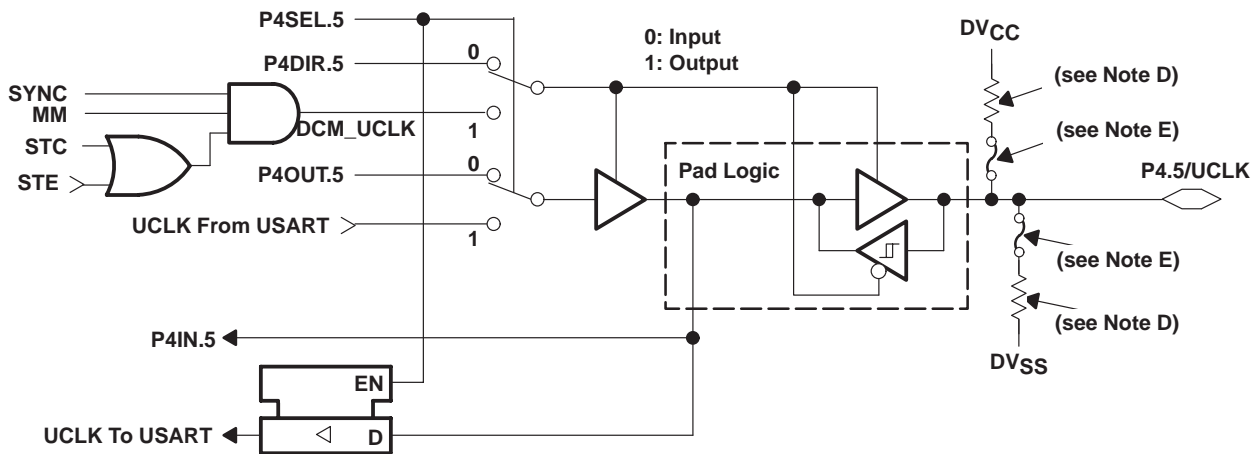 P4SEL.5
0
P4DIR.5
0: Input
1: Output
DVCC
(see Note D)
SYNC
MM
DCM_UCLK
1
(see Note E)
STC
STE
0
P4OUT.5
Pad Logic
P4.5/UCLK
UCLK From USART
1
(see Note E)
(see Note D)
P4IN.5
DVSS
EN
UCLK To USART
D